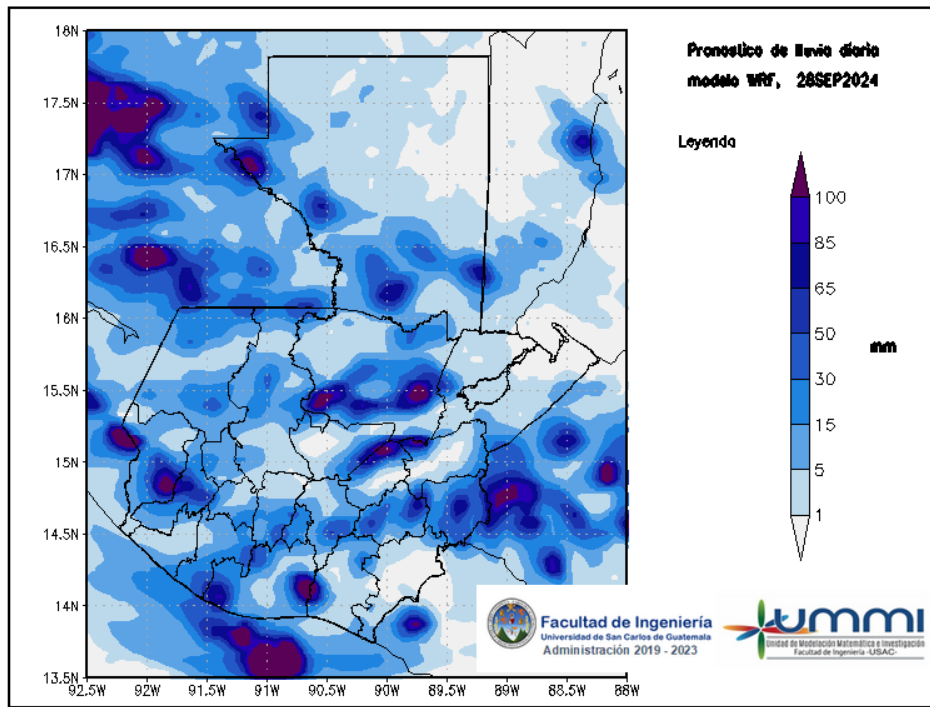 Pronostico de lluvia diaria
modelo WRF, 28SEP2024
Leyenda
100
85
65
50
30
15
5
1
mm
18N
17.5N
17N
16.5N
16N
15.5N
15N
14.5N
14N
13.5N
92.5W
92W
91.5W
91W
90.5W
90W
89.5W
89W
88.5W
88W
Facultad de Ingeniería
Universidad de San Carlos de Guatemala
Administración 2019 - 2023
UMMI
Unidad de Modelación Matemática e Investigación
Facultad de Ingeniería -USAC-